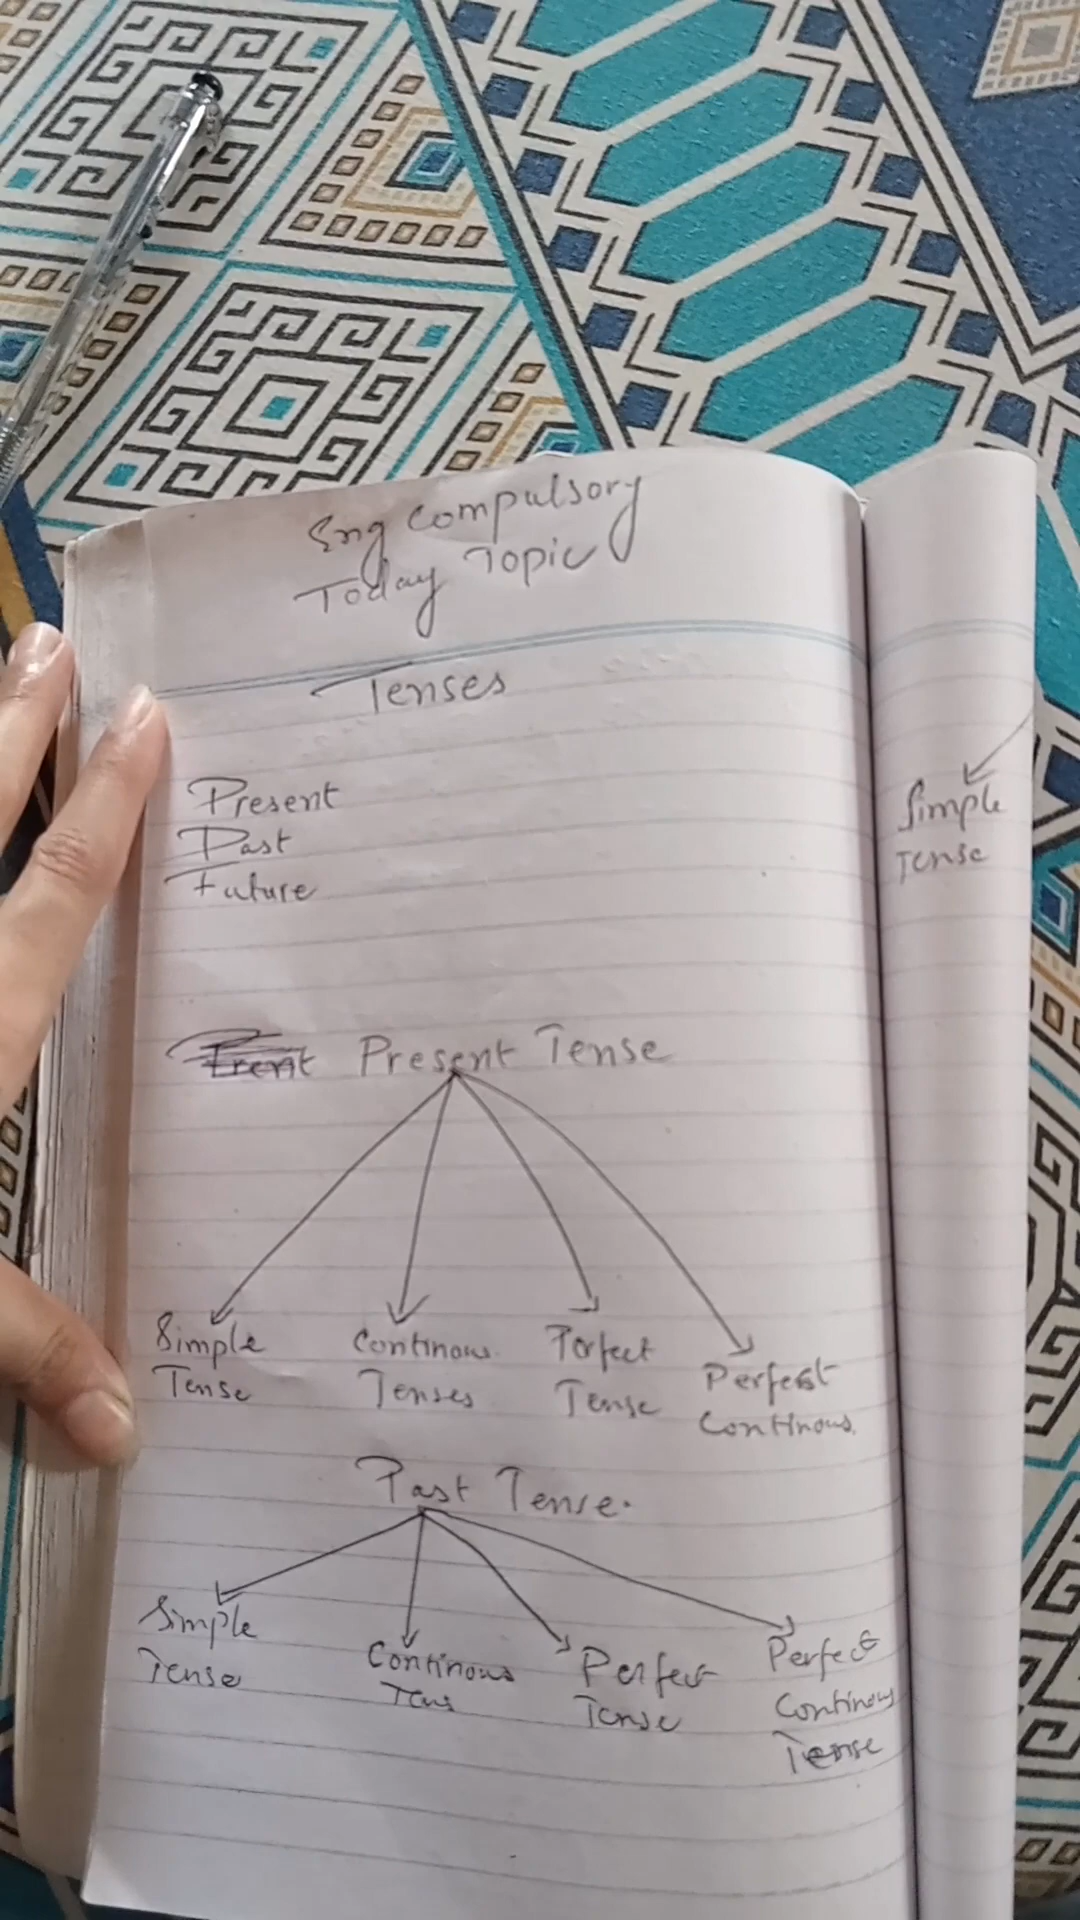 Eng Compulsory
Today Topic
Tenses
Present
Past
Future
Present Tense
Simple
Tense
Continous
Tenses
Perfect
Tense
Perfect
Continous.
Past Tense.
Simple
Tense
Continous
Tens
Perfect
Tense
Perfect
Continous
Tense
Simple
Tense